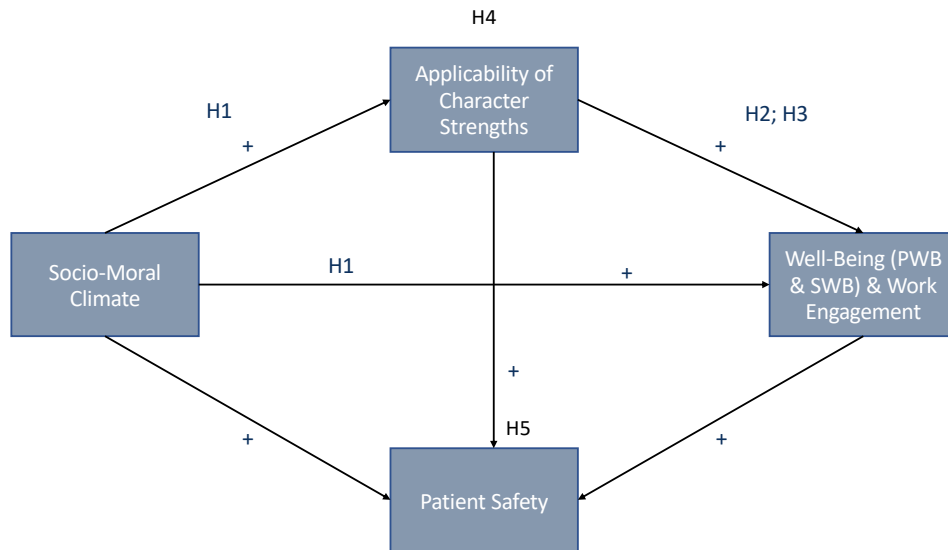 H4
Applicability of
Character
Strengths
H1
+
H2; H3
+
Socio-Moral
Climate
H1
+
Well-Being (PWB
& SWB) & Work
Engagement
+
H5
+
+
Patient Safety